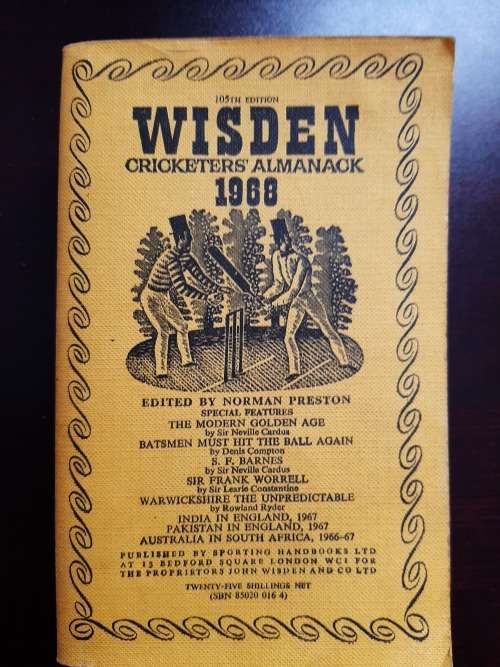 105TH EDITION
WISDEN
CRICKETERS' ALMANACK
1968
EDITED BY NORMAN PRESTON
SPECIAL FEATURES
THE MODERN GOLDEN AGE
by Sir Neville Cardus
BATSMEN MUST HIT THE BALL AGAIN
by Denis Compton
S. F. BARNES
by Sir Neville Cardus
SIR FRANK WORRELL
by Sir Learie Constantine
WARWICKSHIRE THE UNPREDICTABLE
by Rowland Ryder
INDIA IN ENGLAND, 1967
PAKISTAN IN ENGLAND, 1967
AUSTRALIA IN SOUTH AFRICA, 1966-67
PUBLISHED BY SPORTING HANDBOOKS LTD
AT 13 BEDFORD SQUARE LONDON WC1 FOR
THE PROPRIETORS JOHN WISDEN AND CO LTD
TWENTY-FIVE SHILLINGS NET
(SBN 85020 016 4)